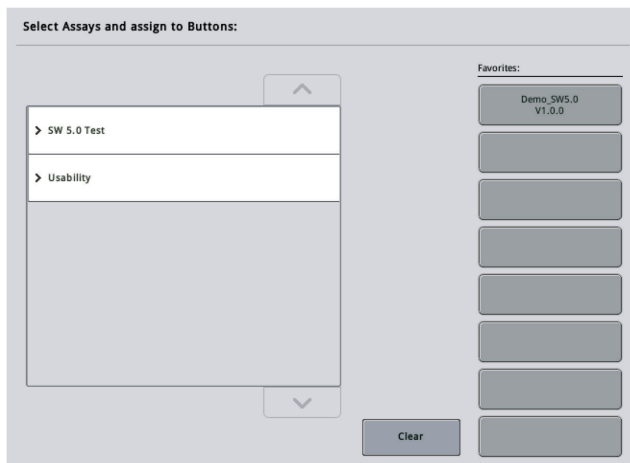 Select Assays and assign to Buttons:
Favorites:
Demo_SW5.0
V1.0.0
SW 5.0 Test
Usability
Clear